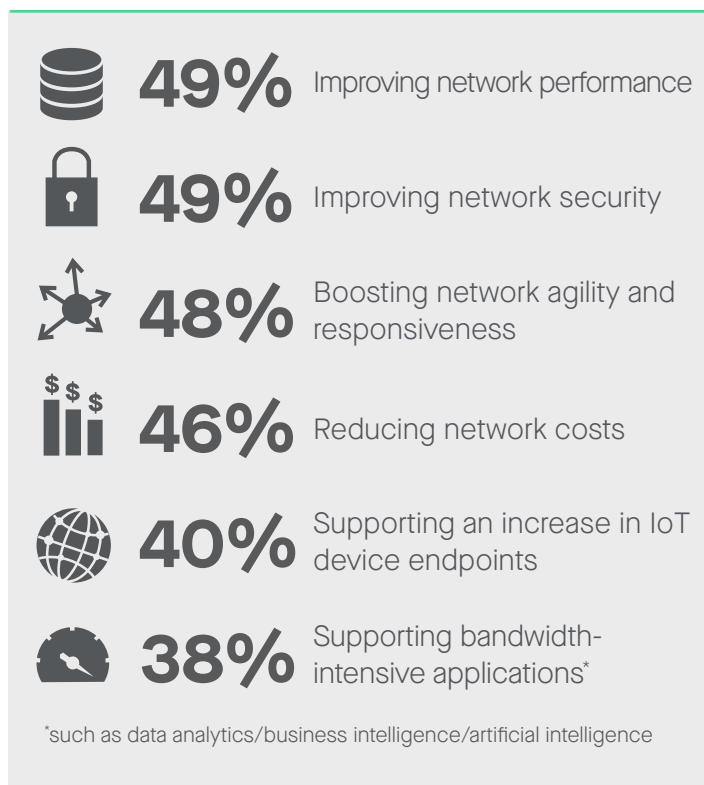 49% Improving network performance
49% Improving network security
48% Boosting network agility and
responsiveness
$ $ $
46% Reducing network costs
40% Supporting an increase in IoT
device endpoints
38% Supporting bandwidth-
intensive applications*
*such as data analytics/business intelligence/artificial intelligence